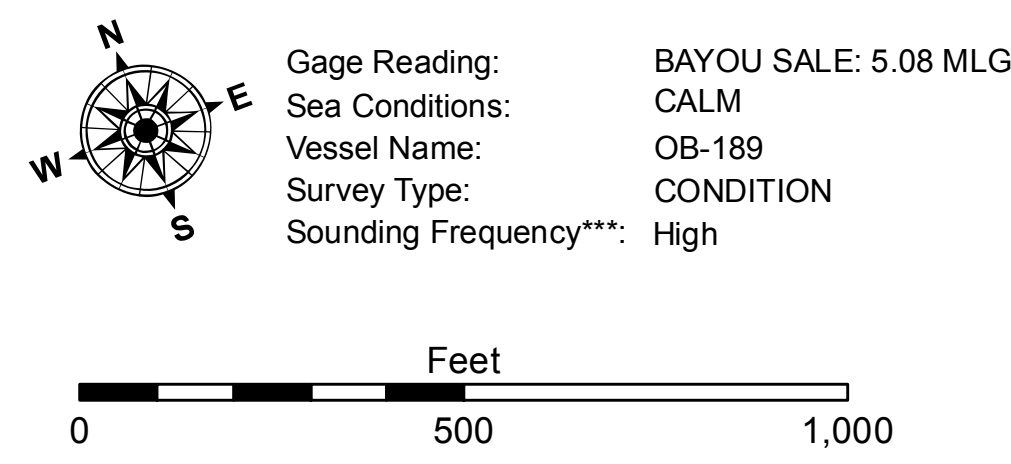 N
E
W
S
Gage Reading: BAYOU SALE: 5.08 MLG
Sea Conditions: CALM
Vessel Name: OB-189
Survey Type: CONDITION
Sounding Frequency***: High
Feet
0 500 1,000